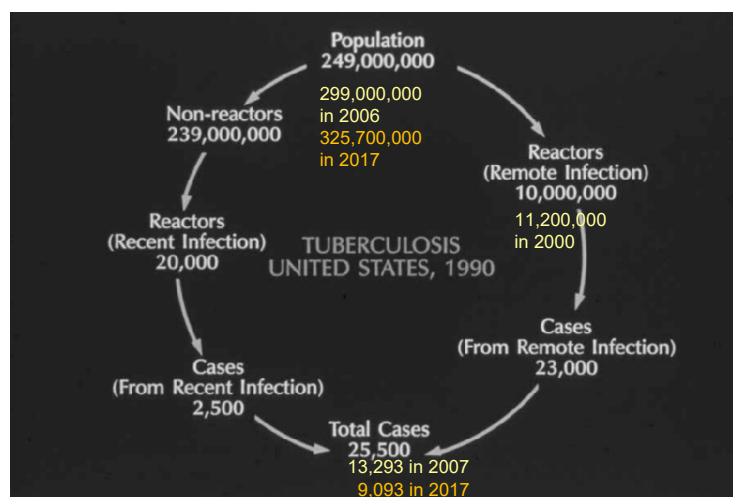 Population
249,000,000
299,000,000
in 2006
325,700,000
in 2017
Non-reactors
239,000,000
Reactors
(Remote Infection)
10,000,000
11,200,000
in 2000
Reactors
(Recent Infection)
20,000
TUBERCULOSIS
UNITED STATES, 1990
Cases
(From Remote Infection)
23,000
Cases
(From Recent Infection)
2,500
Total Cases
25,500
13,293 in 2007
9,093 in 2017